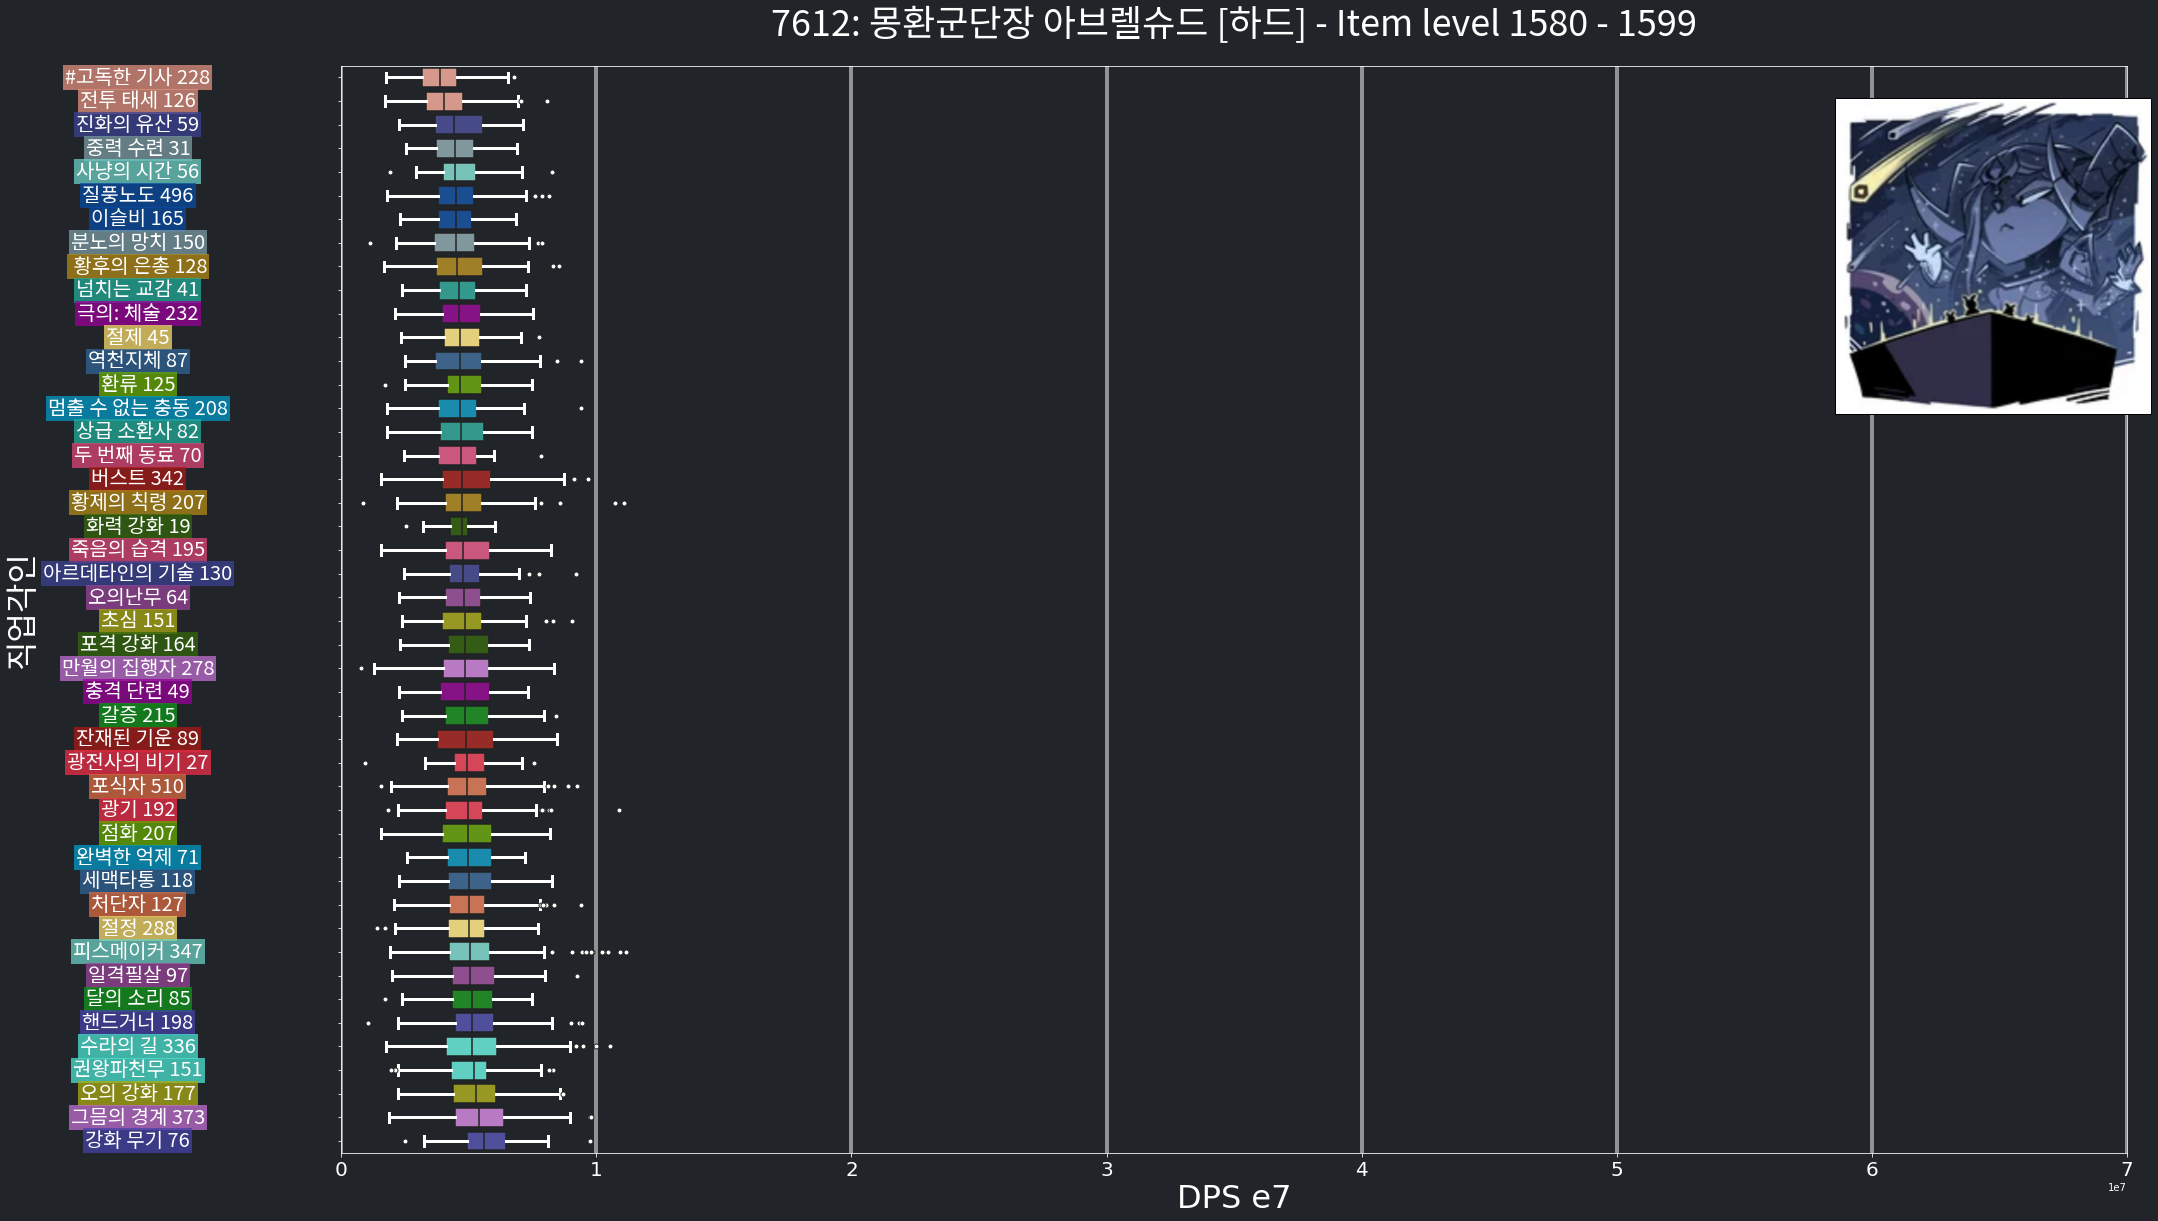 7612: 몽환군단장 아브렐슈드 [하드] - Item level 1580 - 1599
#고독한 기사 228
전투 태세 126
진화의 유산 59
중력 수련 31
사냥의 시간 56
질풍노도 496
이슬비 165
분노의 망치 150
황후의 은총 128
넘치는 교감 41
극의: 체술 232
절제 45
역천지체 87
환류 125
멈출 수 없는 충동 208
상급 소환사 82
두 번째 동료 70
버스트 342
황제의 칙령 207
화력 강화 19
죽음의 습격 195
아르데타인의 기술 130
오의난무 64
초심 151
포격 강화 164
만월의 집행자 278
충격 단련 49
갈증 215
잔재된 기운 89
광전사의 비기 27
포식자 510
광기 192
점화 207
완벽한 억제 71
세맥타통 118
처단자 127
절정 288
피스메이커 347
일격필살 97
달의 소리 85
핸드거너 198
수라의 길 336
권왕파천무 151
오의 강화 177
그믐의 경계 373
강화 무기 76
직업각인
0 1 2 3 4 5 6 7
1e7
DPS e7